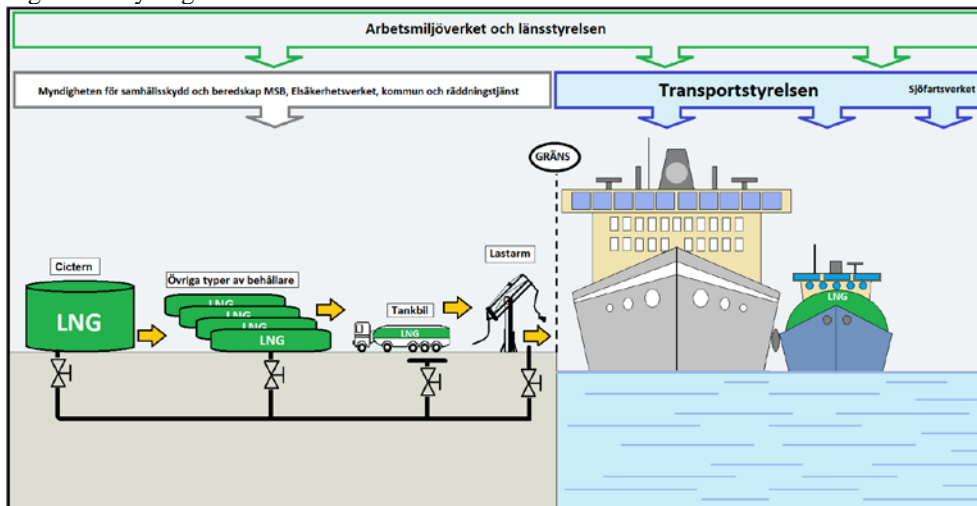 Arbetsmiljöverket och länsstyrelsen
Myndigheten för samhällsskydd och beredskap MSB, Elsäkerhetsverket, kommun och räddningstjänst
Transportstyrelsen
Sjöfartsverket
GRÄNS
Cictern
Övriga typer av behållare
Tankbil
Lastarm
LNG
LNG
LNG
LNG
LNG
LNG
LNG